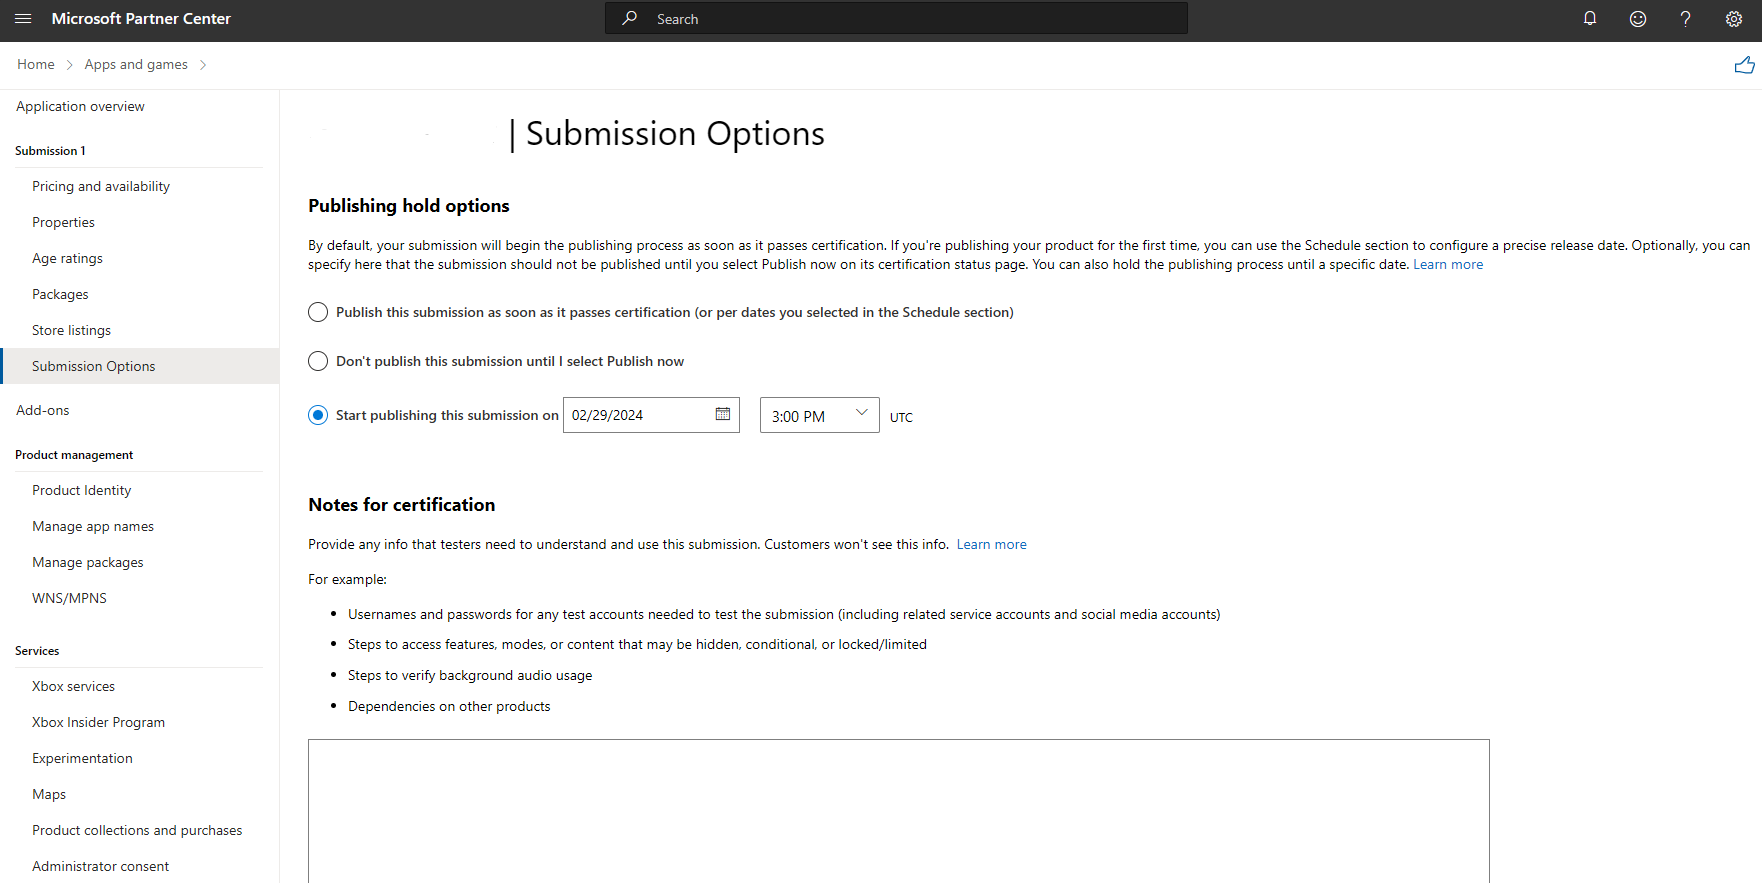 Microsoft Partner Center
Search
Home
Apps and games
Application overview
Submission 1
Pricing and availability
Properties
Age ratings
Packages
Store listings
Submission Options
Add-ons
Product management
Product Identity
Manage app names
Manage packages
WNS/MPNS
Services
Xbox services
Xbox Insider Program
Experimentation
Maps
Product collections and purchases
Administrator consent
| Submission Options
Publishing hold options
By default, your submission will begin the publishing process as soon as it passes certification. If you're publishing your product for the first time, you can use the Schedule section to configure a precise release date. Optionally, you can
specify here that the submission should not be published until you select Publish now on its certification status page. You can also hold the publishing process until a specific date. Learn more
Publish this submission as soon as it passes certification (or per dates you selected in the Schedule section)
Don't publish this submission until I select Publish now
Start publishing this submission on 02/29/2024 3:00 PM UTC
Notes for certification
Provide any info that testers need to understand and use this submission. Customers won't see this info. Learn more
For example:
• Usernames and passwords for any test accounts needed to test the submission (including related service accounts and social media accounts)
• Steps to access features, modes, or content that may be hidden, conditional, or locked/limited
• Steps to verify background audio usage
• Dependencies on other products